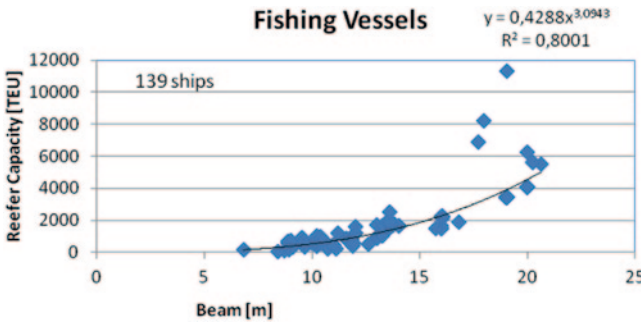 Fishing Vessels
y = 0,4288x^3,0943
R² = 0,8001
139 ships
Reefer Capacity [TEU]
12000
10000
8000
6000
4000
2000
0
0 5 10 15 20 25
Beam [m]